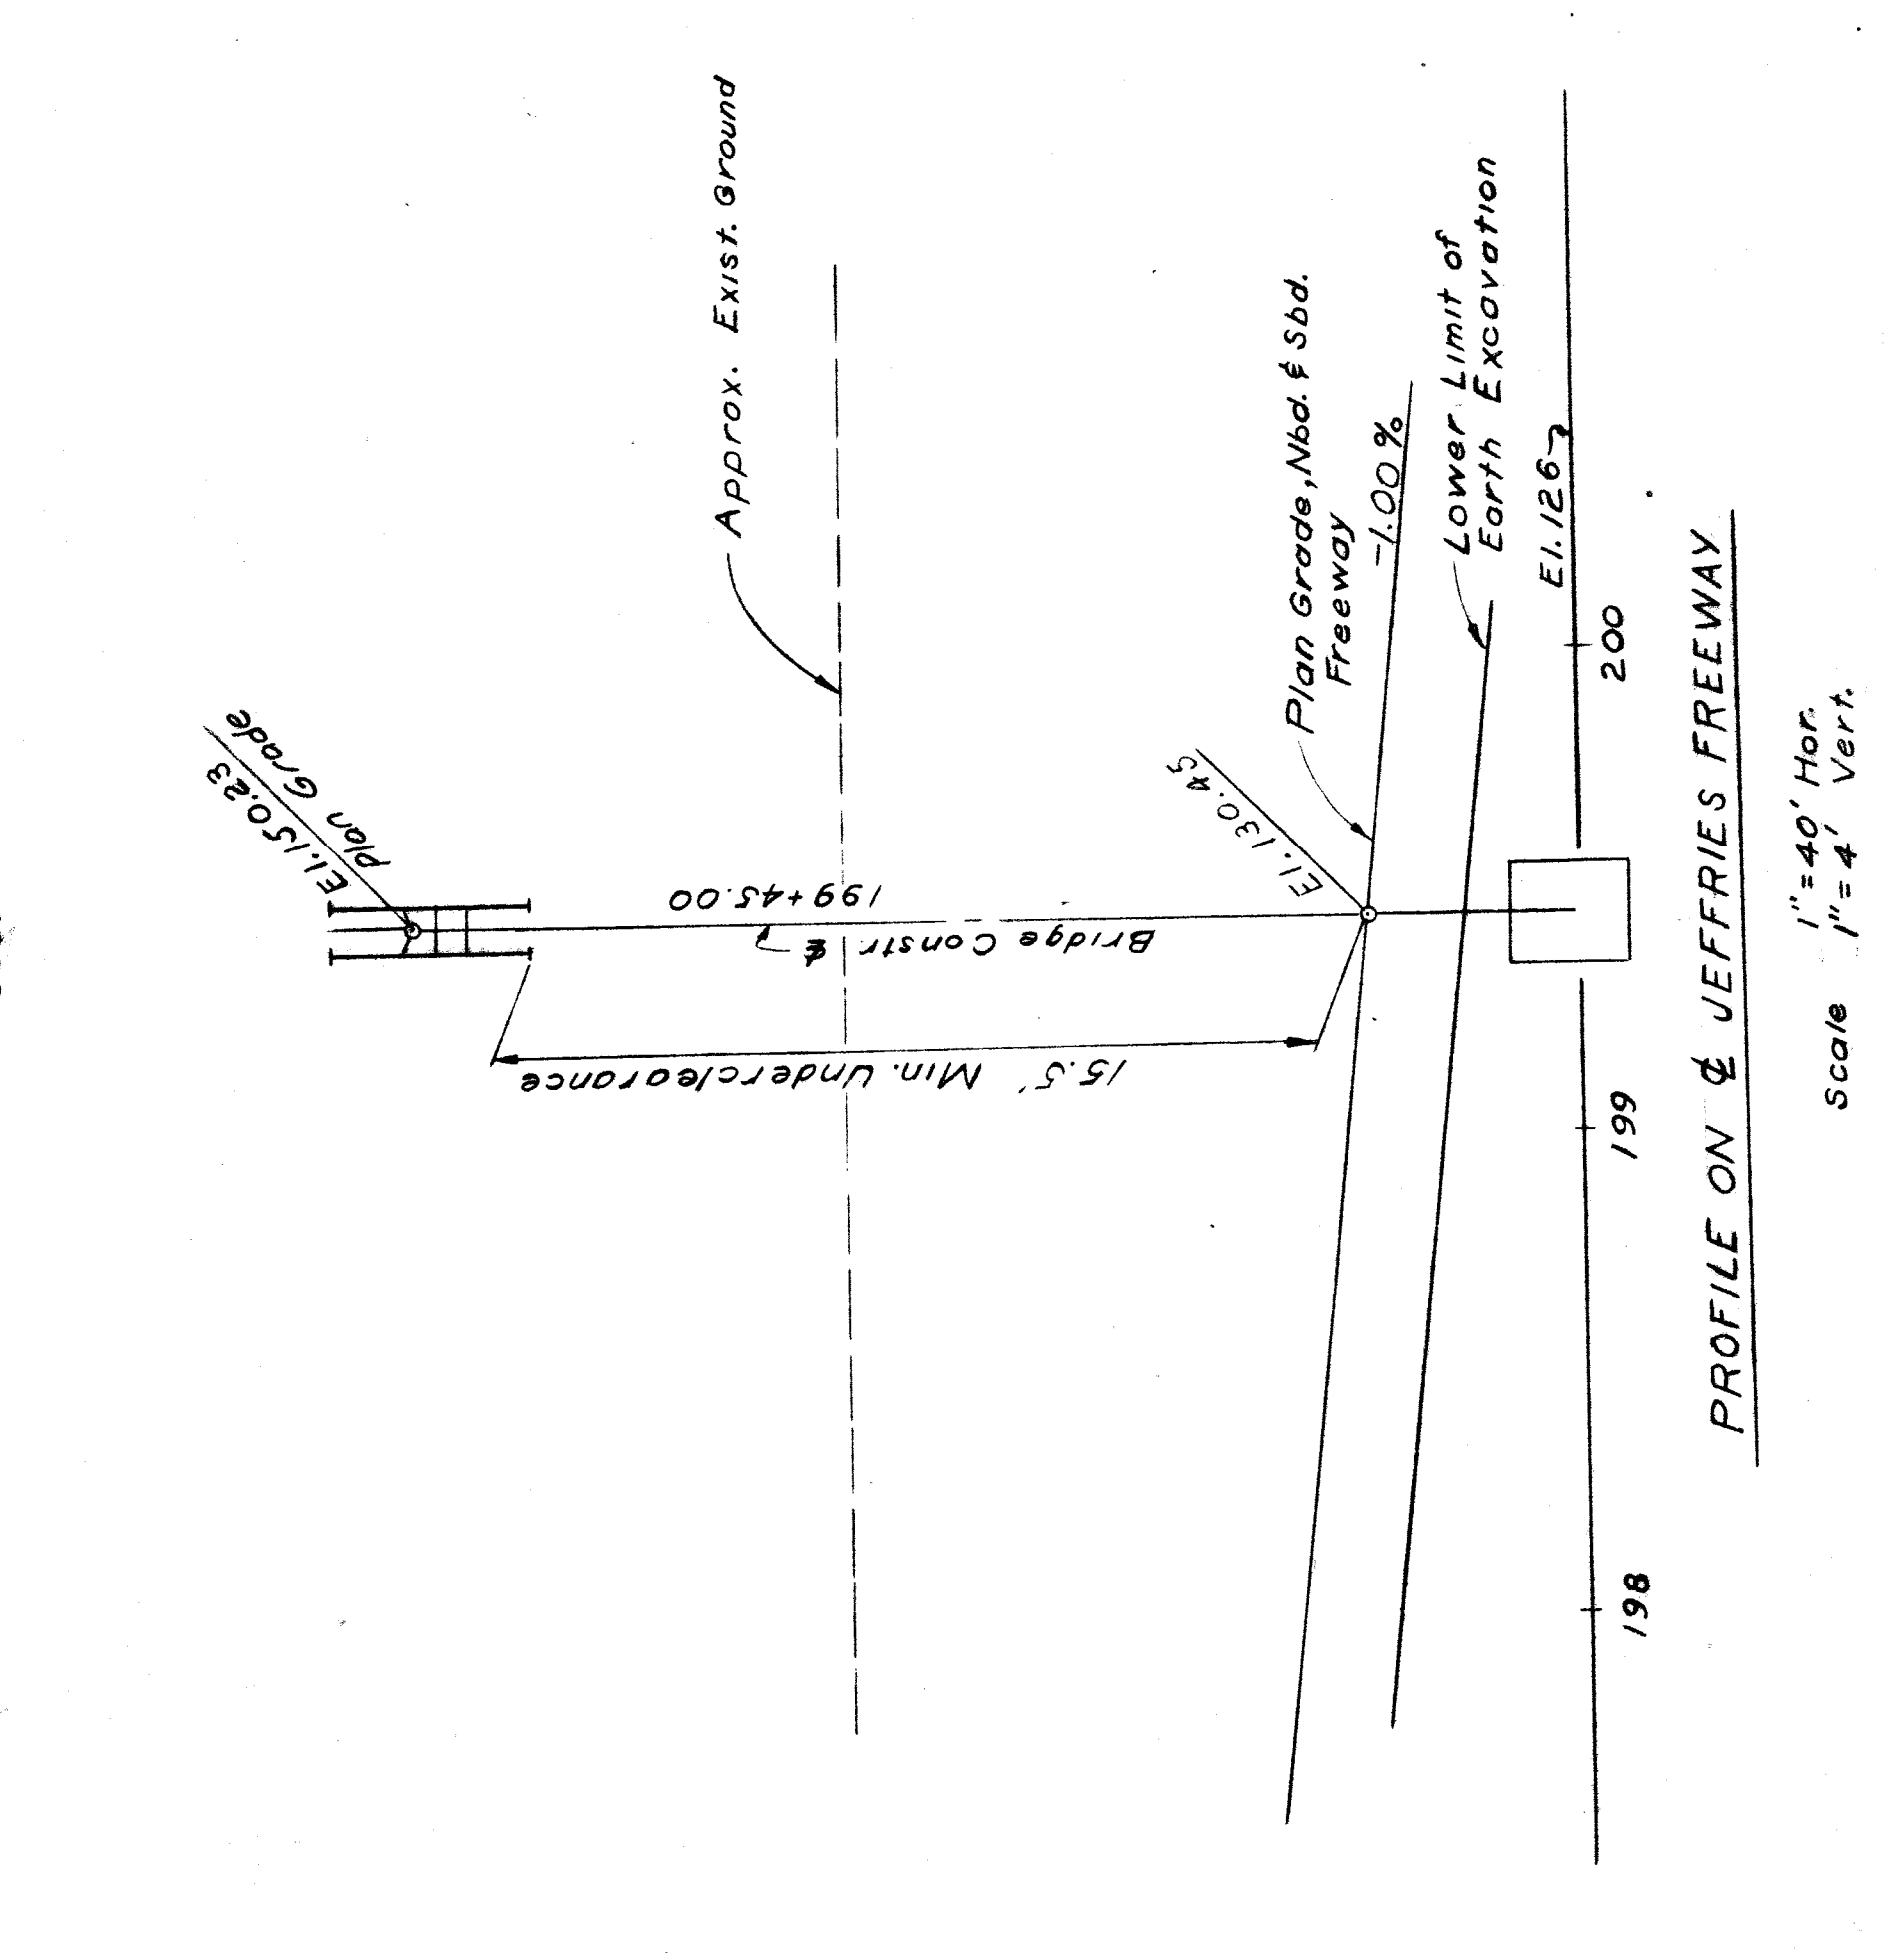 El. 150.23
Plan Grade
Approx. Exist. Ground
199+45.00
Bridge Constr. ℄
15.5' Min. Underclearance
El. 130.45
Plan Grade, Nbd. & Sbd.
Freeway
-1.00%
Lower Limit of
Earth Excavation
El. 126
198
199
200
PROFILE ON ℄ JEFFRIES FREEWAY
Scale 1"=40' Hor.
1"=4' Vert.